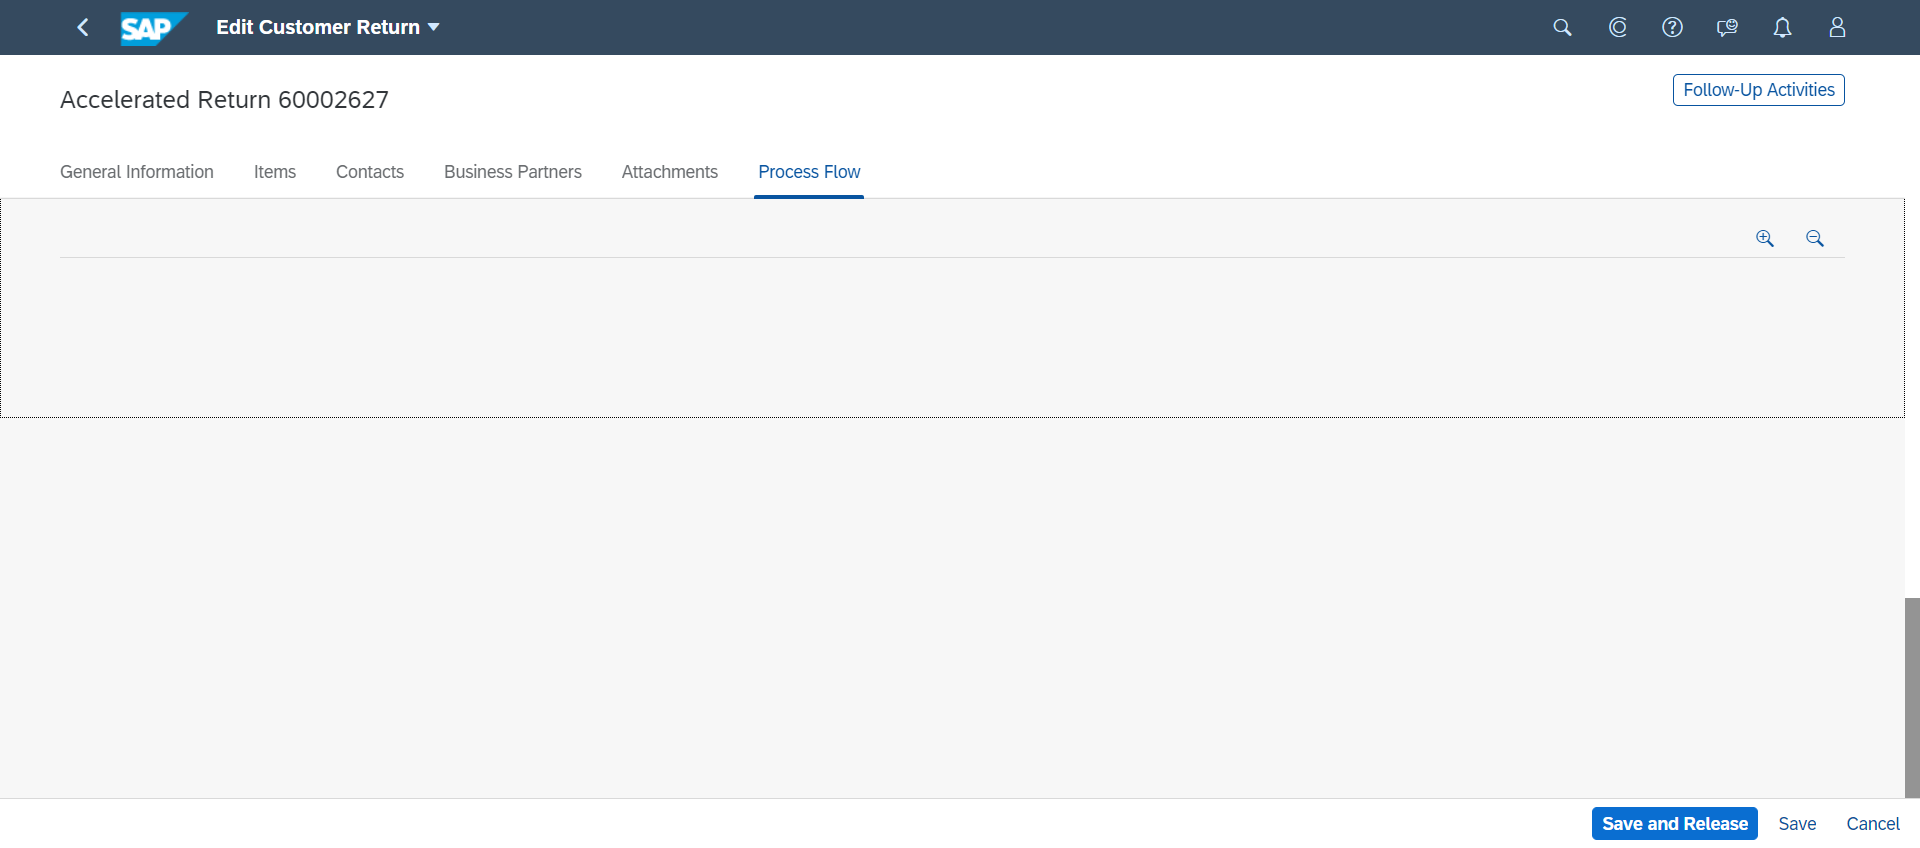 SAP Edit Customer Return
Accelerated Return 60002627
Follow-Up Activities
General Information Items Contacts Business Partners Attachments Process Flow
Save and Release Save Cancel